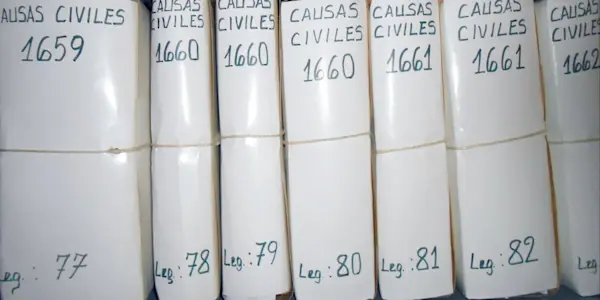 CAUSAS CIVILES
1659
Leg.: 77
CAUSAS
CIVILES
1660
Leg.: 78
CAUSAS
CIVILES
1660
Leg.: 79
CAUSAS
CIVILES
1660
Leg.: 80
CAUSAS
CIVILES
1661
Leg.: 81
CAUSAS
CIVILES
1661
Leg.: 82
CAUSAS
CIVILES
1662
Leg.